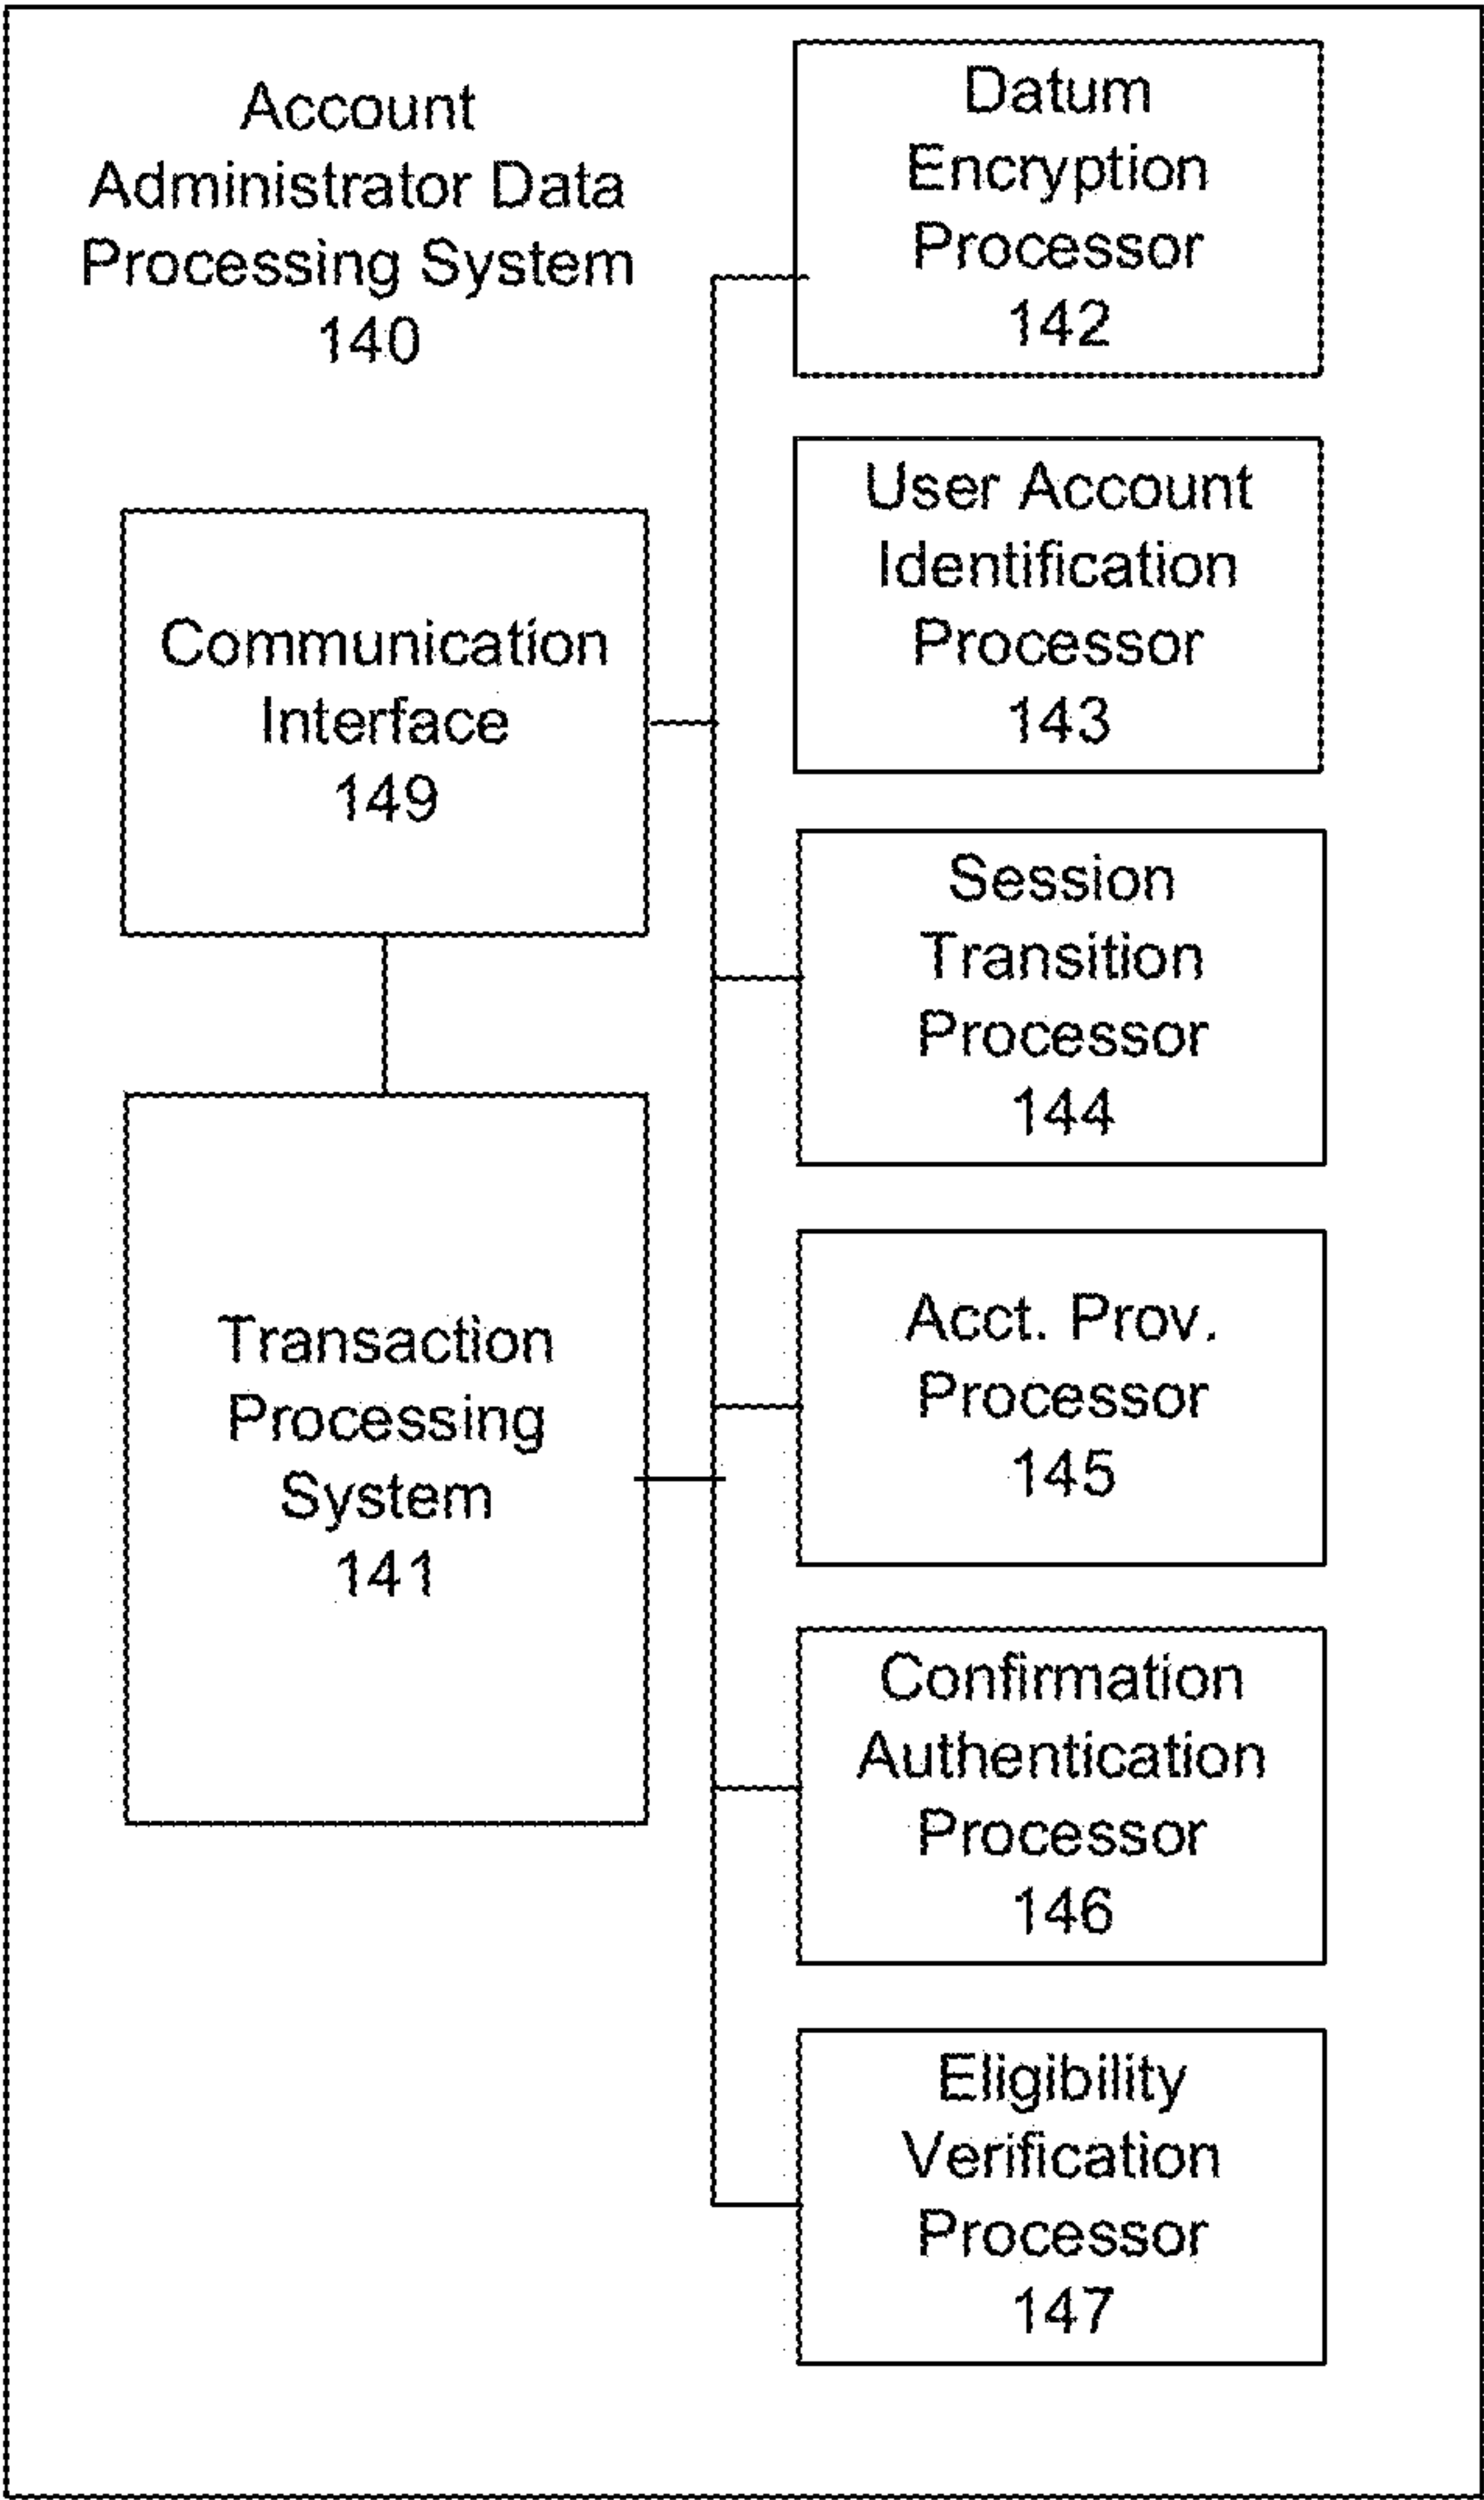 Account
Administrator Data
Processing System
140
Communication
Interface
149
Transaction
Processing
System
141
Datum
Encryption
Processor
142
User Account
Identification
Processor
143
Session
Transition
Processor
144
Acct. Prov.
Processor
145
Confirmation
Authentication
Processor
146
Eligibility
Verification
Processor
147